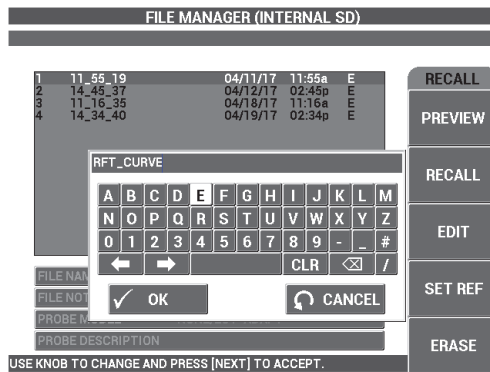 FILE MANAGER (INTERNAL SD)
1 11_55_19 04/11/17 11:55a E
2 14_45_37 04/12/17 02:45p E
3 11_16_35 04/18/17 11:16a E
4 14_34_40 04/19/17 02:34p E
RECALL
PREVIEW
RECALL
EDIT
SET REF
ERASE
RFT_CURVE
A B C D E F G H I J K L M
N O P Q R S T U V W X Y Z
0 1 2 3 4 5 6 7 8 9 - _ #
CLR /
OK CANCEL
FILE
FILE
PROBE
PROBE DESCRIPTION
USE KNOB TO CHANGE AND PRESS [NEXT] TO ACCEPT.